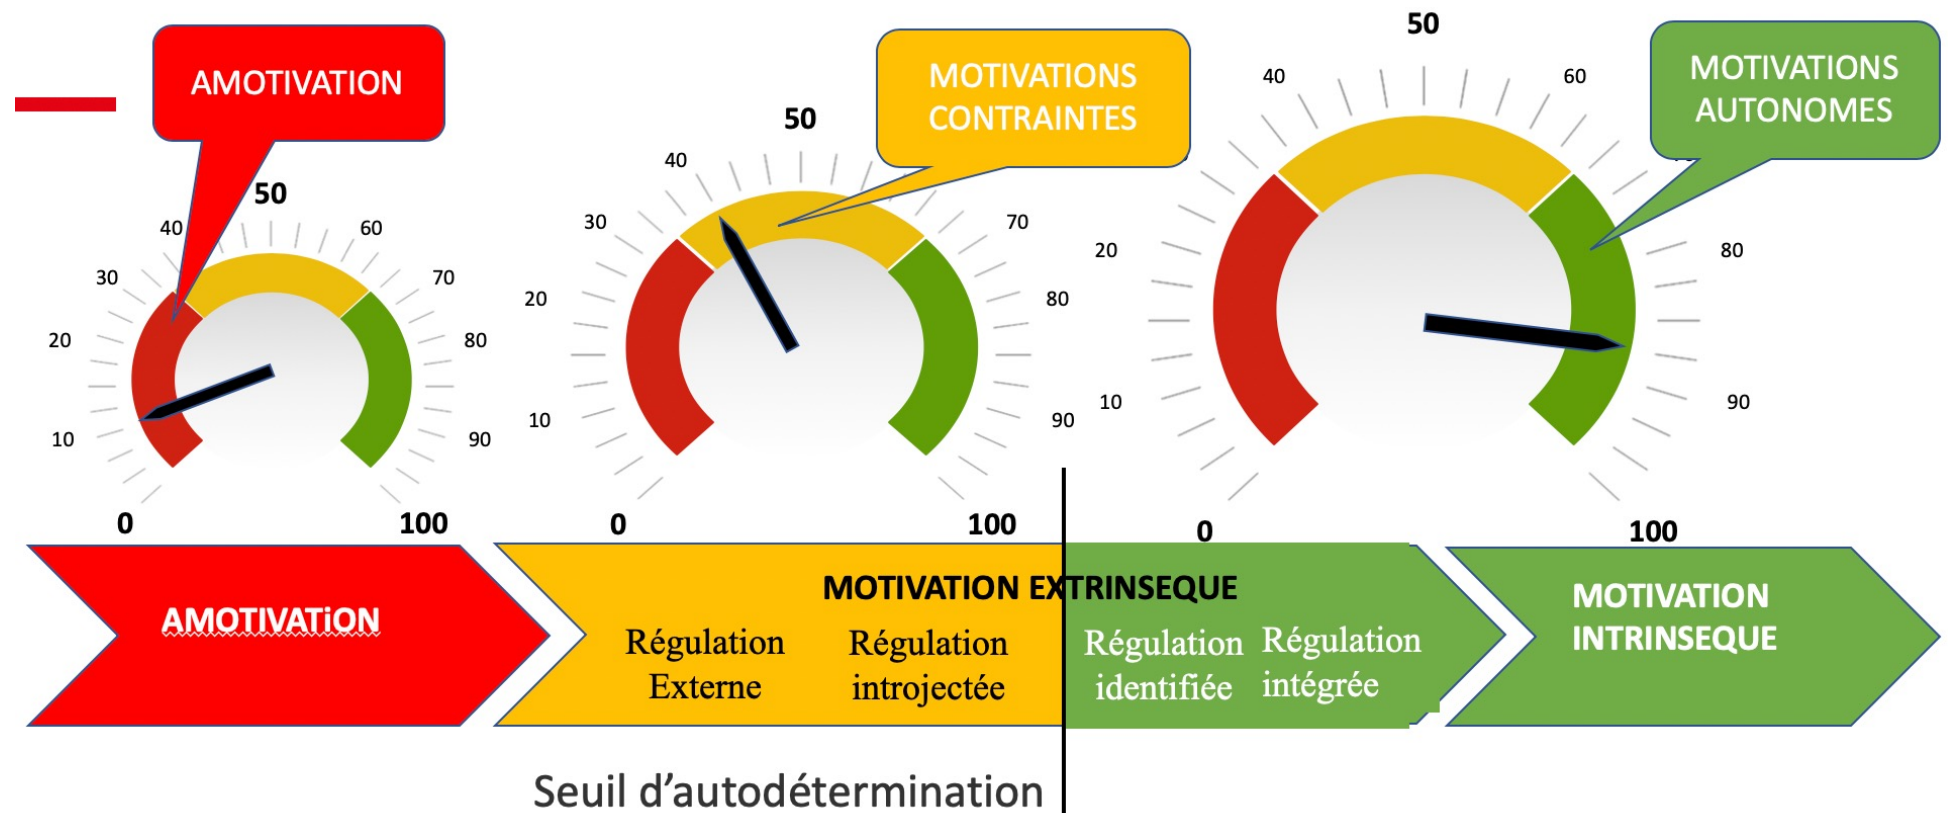 AMOTIVATION
50
40
60
30
70
20
80
10
90
0
100
MOTIVATIONS
CONTRAINTES
50
40
30
70
20
80
10
90
0
100
MOTIVATIONS
AUTONOMES
50
40
60
20
80
10
90
0
100
AMOTIVATiON
MOTIVATION EXTRINSEQUE
Régulation
Externe
Régulation
introjectée
Régulation
identifiée
Régulation
intégrée
MOTIVATION
INTRINSEQUE
Seuil d’autodétermination